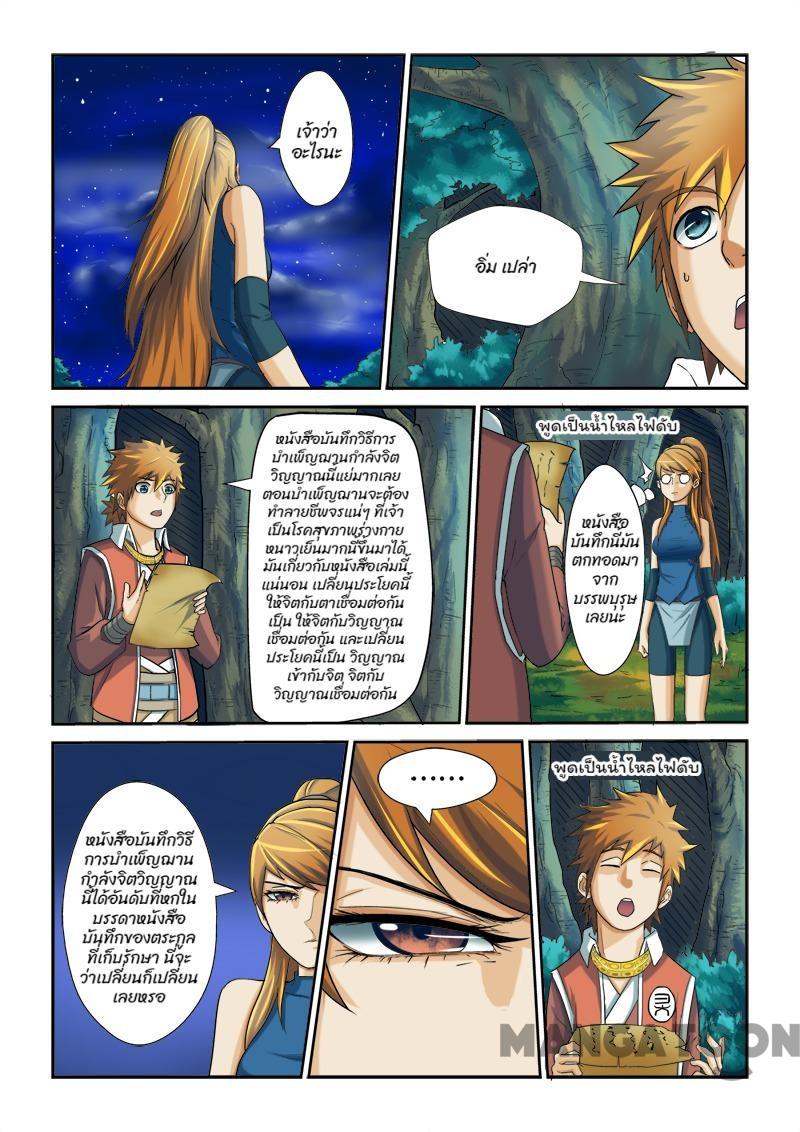 เจ้าว่า
อะไรนะ
อิ่ม เปล่า
หนังสือบันทึกวิธีการ
บำเพ็ญฌานกำลังจิต
วิญญาณนี้แย่มากเลย
ตอนบำเพ็ญฌานจะต้อง
ทำลายชีพจรแน่ๆ ที่เจ้า
เป็นโรคสุขภาพร่วงกาย
หนาวเย็นมากนี่ขึ้นมาได้
มันเกี่ยวกับหนังสือเล่มนี้
แน่นอน เปลี่ยนประโยคนี้
ให้จิตกับตาเชื่อมต่อกัน
เป็น ให้จิตกับวิญญาณ
เชื่อมต่อกัน และเปลี่ยน
ประโยคนี้เป็น วิญญาณ
เข้ากับจิต จิตกับ
วิญญาณเชื่อมต่อกัน
พูดเป็นน้ำไหลไฟดับ
หนังสือ
บันทึกนี้มัน
ตกทอดมา
จาก
บรรพบุรุษ
เลยน่ะ
หนังสือบันทึกวิธี
การบำเพ็ญฌาน
กำลังจิตวิญญาณ
นี้ได้อันดับที่หกใน
บรรดาหนังสือ
บันทึกของตระกูล
ที่เก็บรักษา นี่จะ
ว่าเปลี่ยนก็เปลี่ยน
เลยหรอ
......
พูดเป็นน้ำไหลไฟดับ
MANGATOON